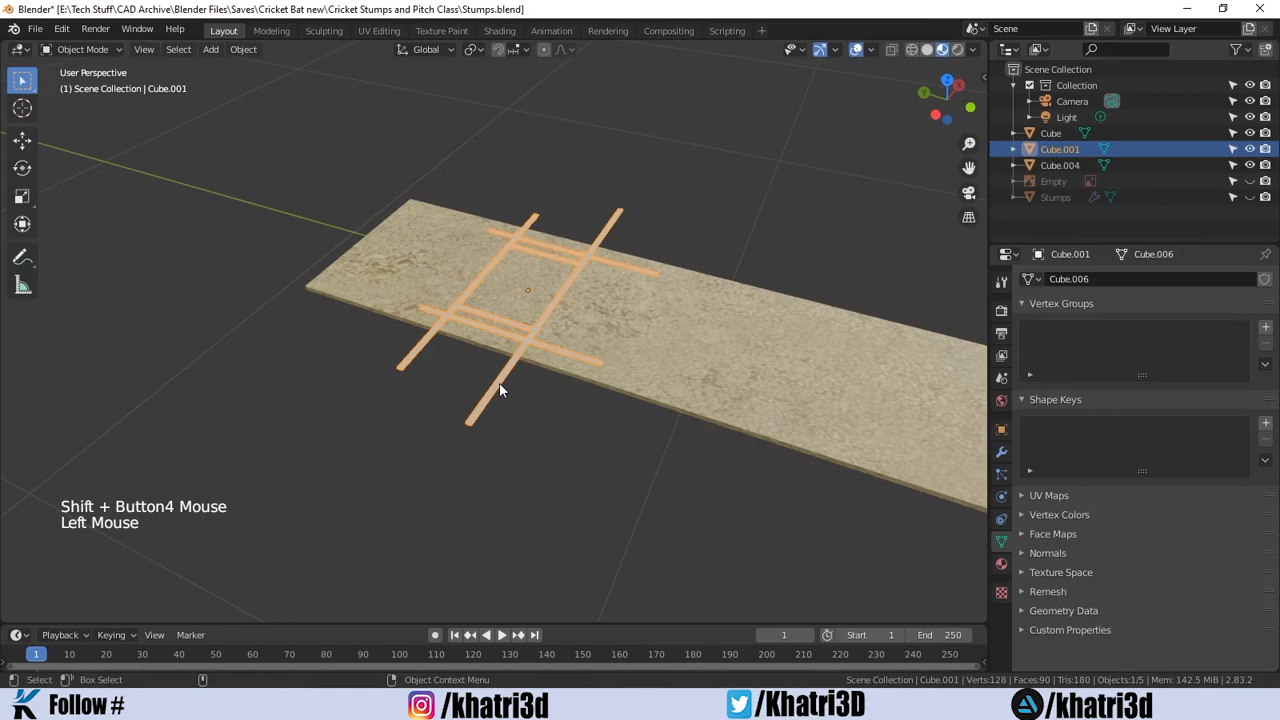 Blender* [E:\Tech Stuff\CAD Archive\Blender Files\Saves\Cricket Bat new\Cricket Stumps and Pitch Class\Stumps.blend]
File Edit Render Window Help Layout Modeling Sculpting UV Editing Texture Paint Shading Animation Rendering Compositing Scripting + Scene View Layer
Object Mode View Select Add Object Global
User Perspective
(1) Scene Collection | Cube.001
Z
Y
X
Scene Collection
Collection
Camera
Light
Cube
Cube.001
Cube.004
Empty
Stumps
Cube.001 Cube.006
Cube.006
Vertex Groups
Shape Keys
UV Maps
Vertex Colors
Face Maps
Normals
Texture Space
Remesh
Geometry Data
Custom Properties
Shift + Button4 Mouse
Left Mouse
Playback Keying View Marker 1 Start 1 End 250
1 10 20 30 40 50 60 70 80 90 100 110 120 130 140 150 160 170 180 190 200 210 220 230 240 250
Select Box Select Object Context Menu Scene Collection | Cube.001 | Verts:128 | Faces:90 | Tris:180 | Objects:1/5 | Mem: 142.5 MiB | 2.83.2
Follow # /khatri3d /Khatri3D /khatri3d